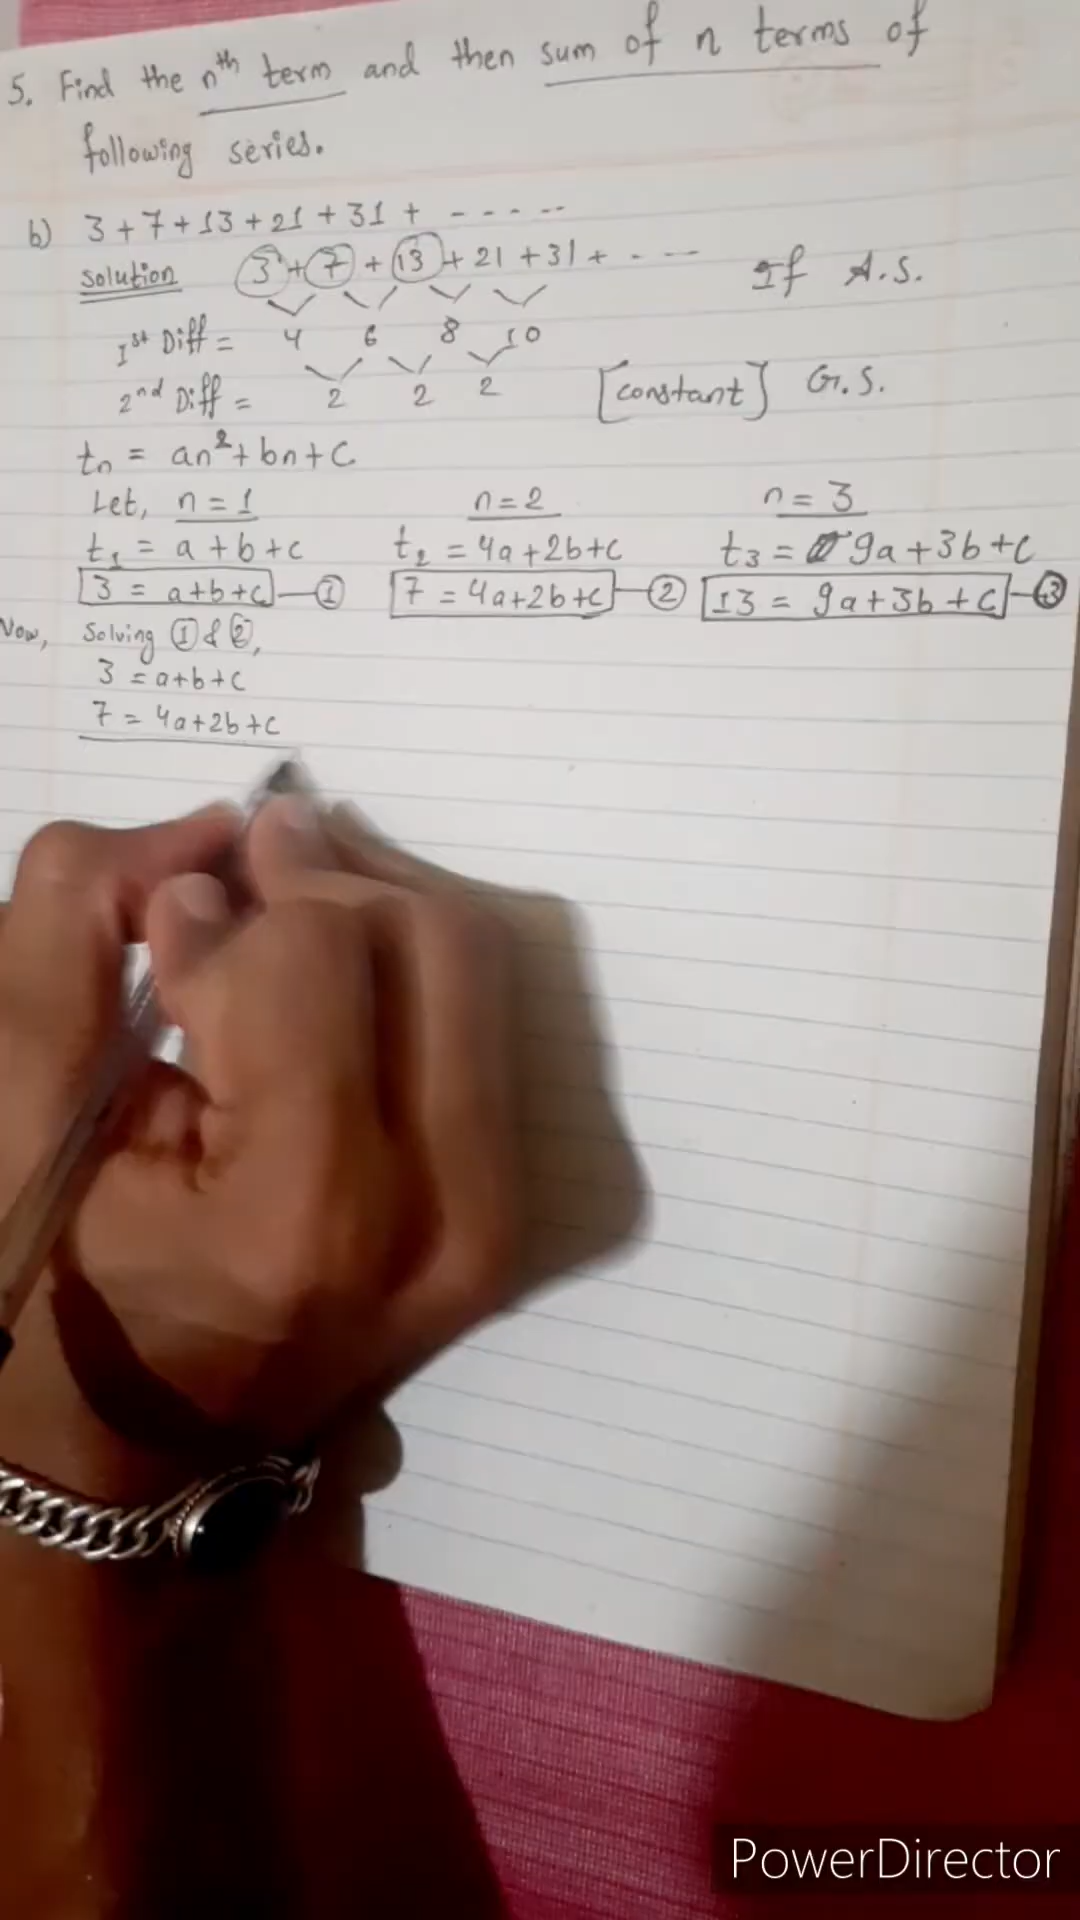 5. Find the nth term and then sum of n terms of
following series.
b) 3 + 7 + 13 + 21 + 31 + -----
Solution 3 + 7 + 13 + 21 + 31 + - --- If A.S.
1st Diff = 4 6 8 10
2nd Diff = 2 2 2 [constant] G.S.
tn = an²+bn+c
Let, n = 1 n = 2 n = 3
t1 = a + b + c t2 = 4a+2b+c t3 = 9a+3b+c
3 = a+b+c — ① 7 = 4a+2b+c — ② 13 = 9a+3b+c — ③
Now, Solving ① & ②,
3 = a+b+c
7 = 4a+2b+c
PowerDirector